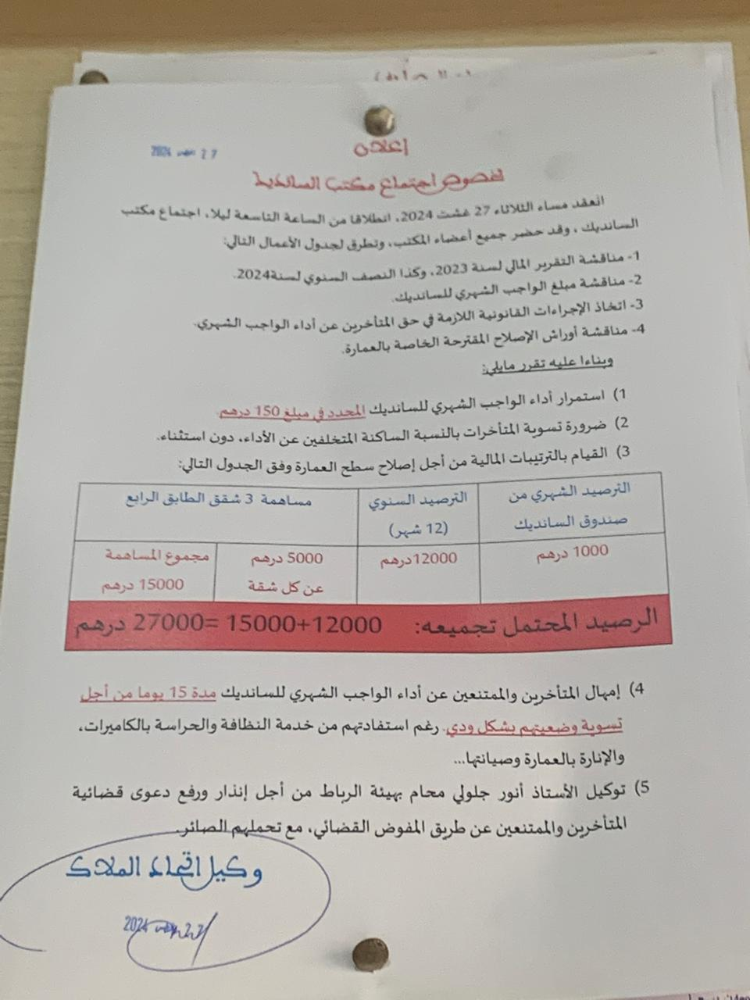 27 2024
إعلان
بخصوص اجتماع مكتب السانديك
انعقد مساء الثلاثاء 27 غشت 2024، انطلاقا من الساعة التاسعة ليلا، اجتماع مكتب
السانديك، وقد حضر جميع أعضاء المكتب، وتطرق لجدول الأعمال التالي:
1- مناقشة التقرير المالي لسنة 2023، وكذا النصف السنوي لسنة2024.
2- مناقشة مبلغ الواجب الشهري للسانديك.
3- اتخاذ الإجراءات القانونية اللازمة في حق المتأخرين عن أداء الواجب الشهري.
4- مناقشة أوراش الإصلاح المقترحة الخاصة بالعمارة.
وبناءا عليه تقرر مايلي:
1) استمرار أداء الواجب الشهري للسانديك المحدد في مبلغ 150 درهم.
2) ضرورة تسوية المتأخرات بالنسبة الساكنة المتخلفين عن الأداء، دون استثناء.
3) القيام بالترتيبات المالية من أجل إصلاح سطح العمارة وفق الجدول التالي:
الترصيد الشهري من الترصيد السنوي مساهمة 3 شقق الطابق الرابع
صندوق السانديك (12 شهر)
1000 درهم 12000درهم 5000 درهم مجموع المساهمة
عن كل شقة 15000 درهم
الرصيد المحتمل تجميعه: 12000+15000 =27000 درهم
4) إمهال المتأخرين والممتنعين عن أداء الواجب الشهري للسانديك مدة 15 يوما من أجل
تسوية وضعيتهم بشكل ودي. رغم استفادتهم من خدمة النظافة والحراسة بالكاميرات،
والإنارة بالعمارة وصيانتها...
5) توكيل الأستاذ أنور جلولي محام بهيئة الرباط من أجل إنذار ورفع دعوى قضائية
المتأخرين والممتنعين عن طريق المفوض القضائي، مع تحملهم الصائر.
وكيل اتحاد الملاك
2024